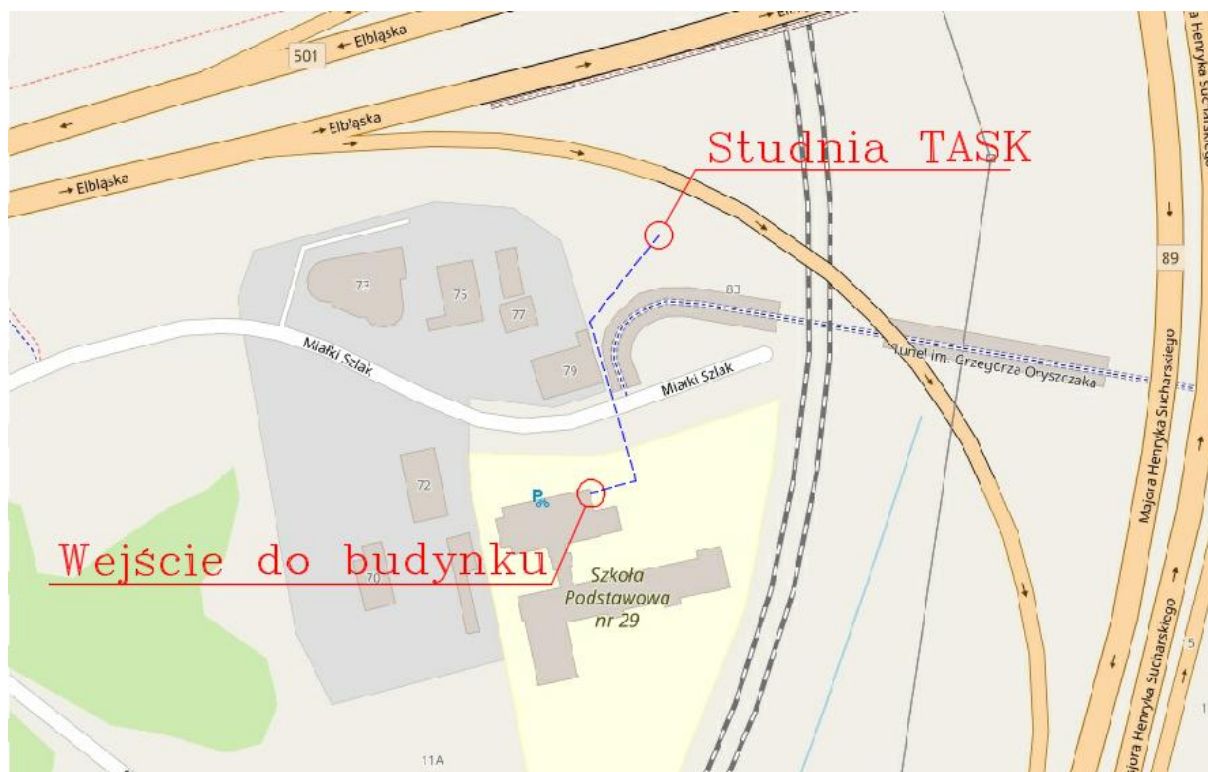 Elbląska
501
Elbląska
Elbląska
Elbląska
Studnia TASK
89
73
75
77
79
83
Miałki Szlak
Miałki Szlak
Tunel im. Grzegorza Oryszczaka
Majora Henryka Sucharskiego
72
P
Wejście do budynku
70
Szkoła
Podstawowa
nr 29
Majora Henryka Sucharskiego
11A